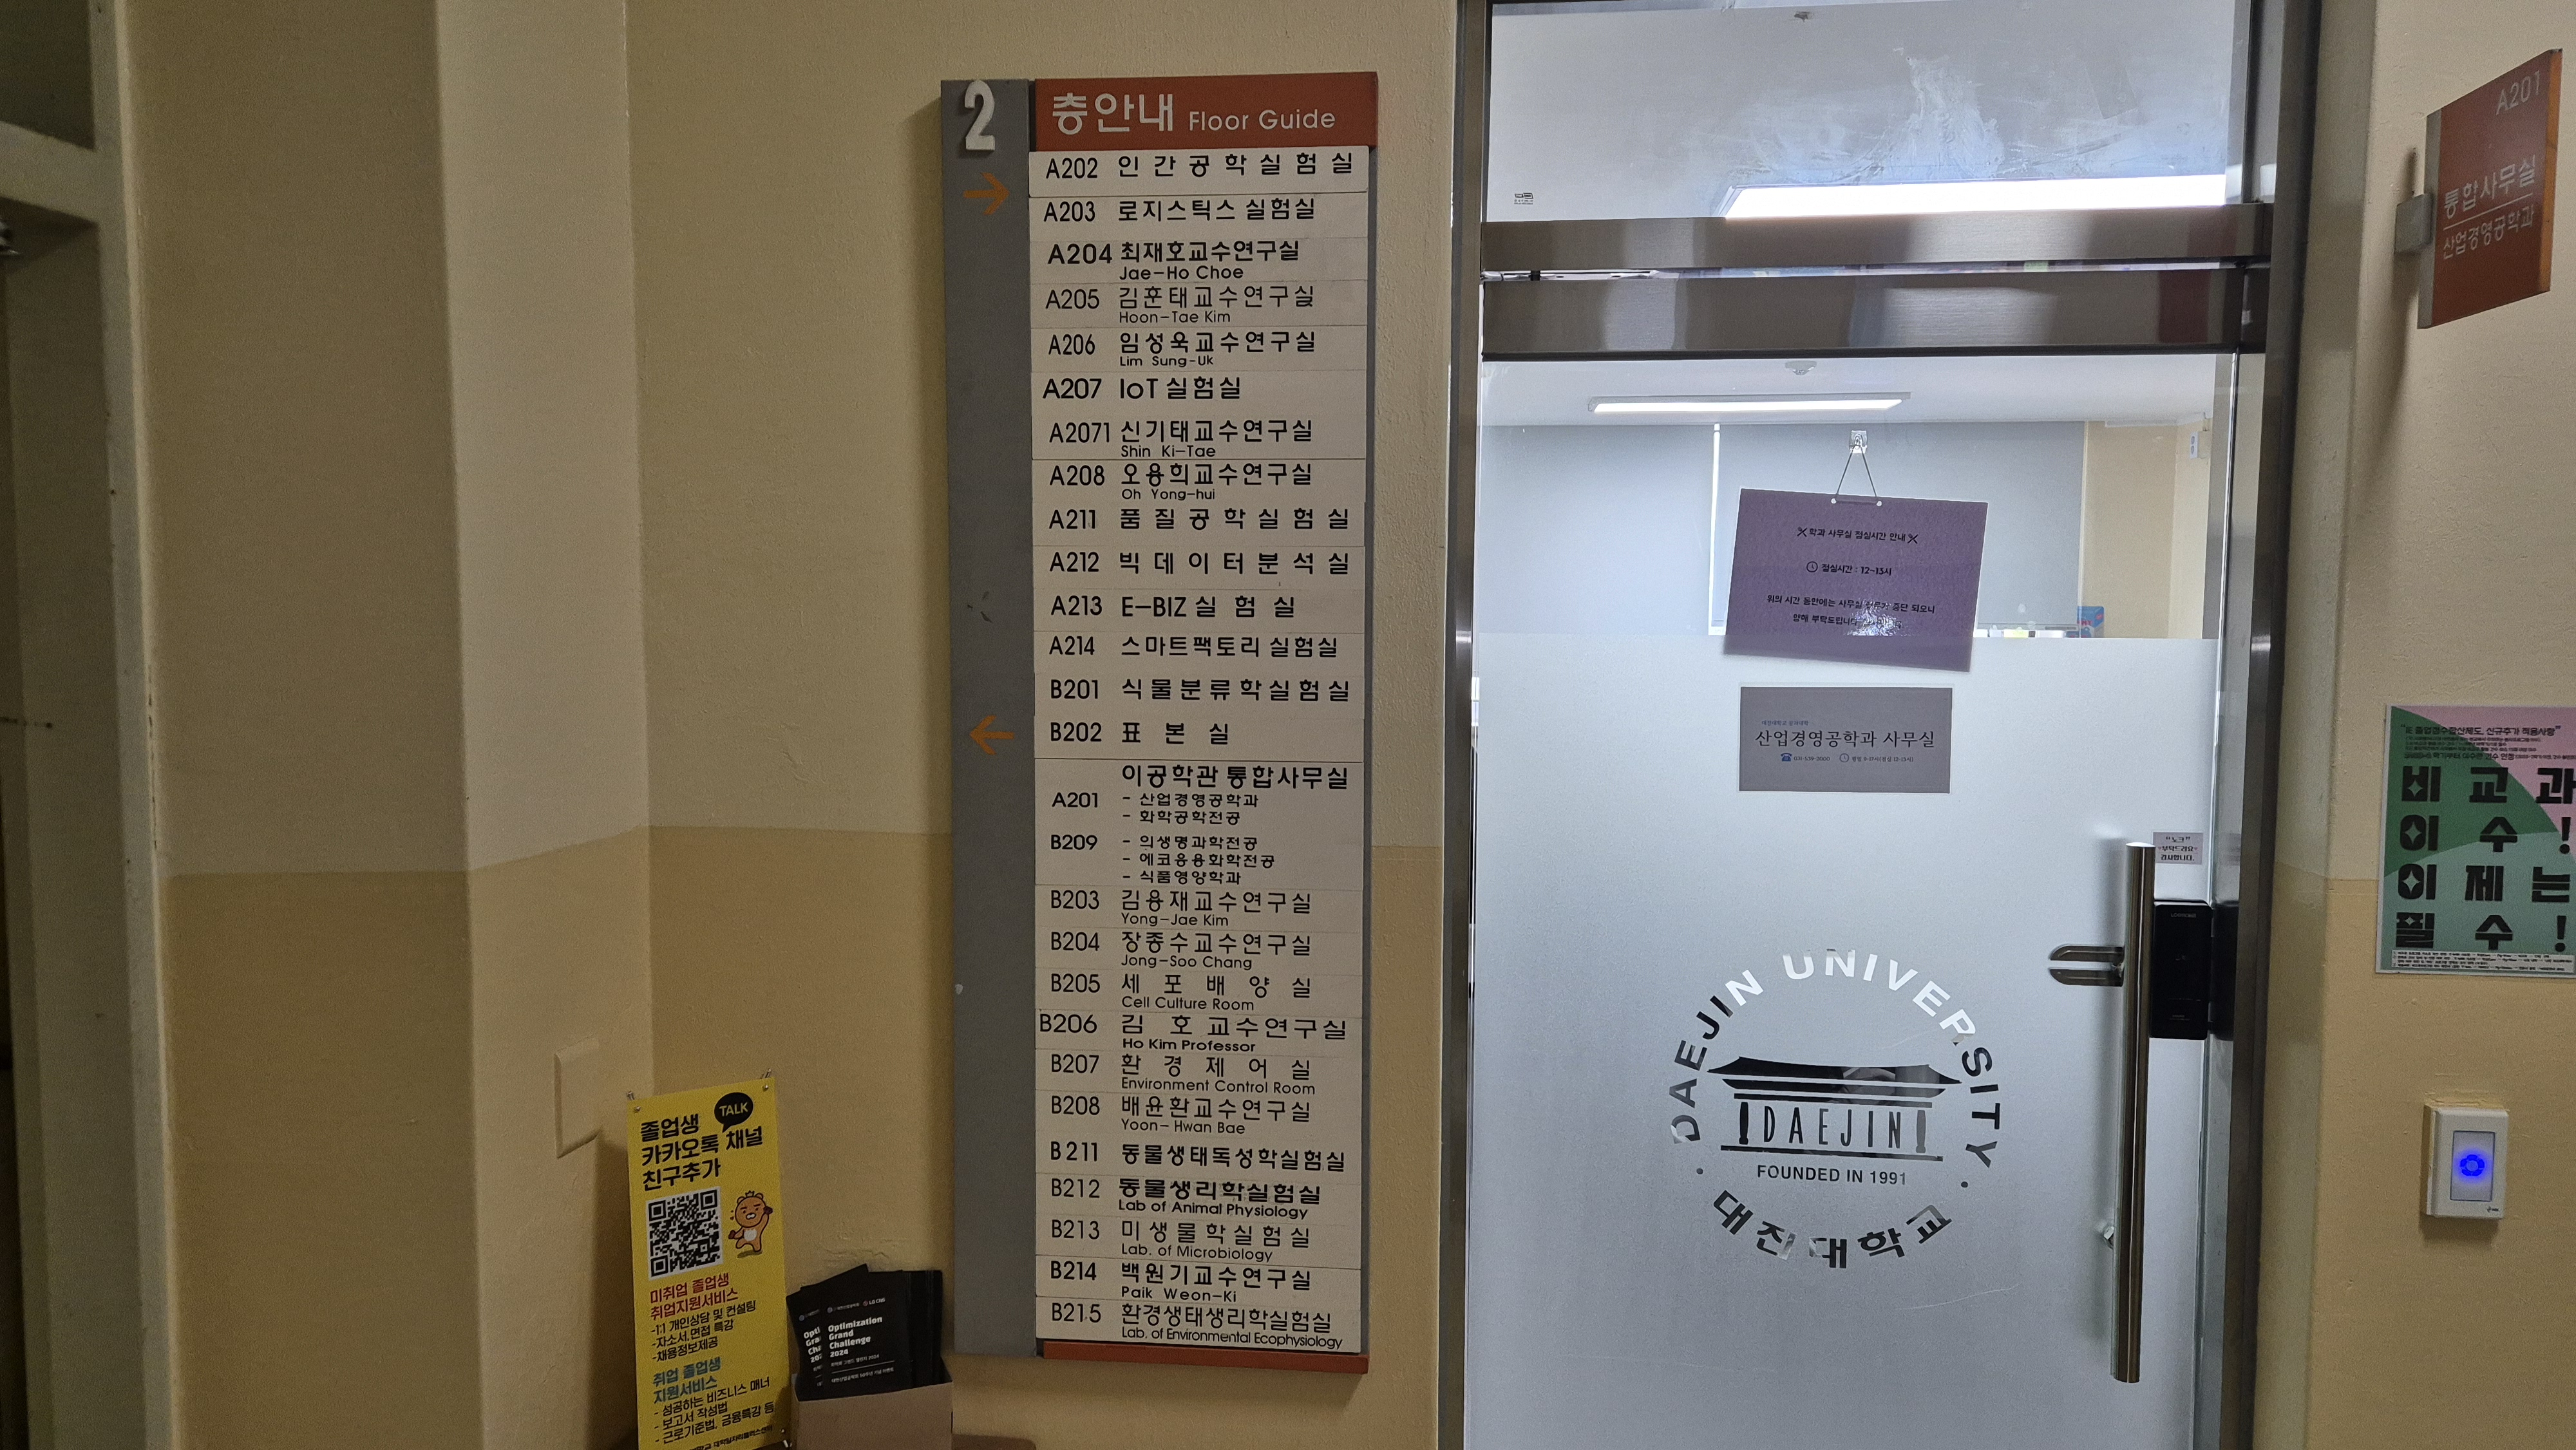 2 층안내 Floor Guide
A202 인간공학실험실
A203 로지스틱스 실험실
A204 최재호교수연구실
Jae-Ho Choe
A205 김훈태교수연구실
Hoon-Tae Kim
A206 임성욱교수연구실
Lim Sung-Uk
A207 IoT 실험실
A2071 신기태교수연구실
Shin Ki-Tae
A208 오용희교수연구실
Oh Yong-hui
A211 품질공학실험실
A212 빅데이터분석실
A213 E-BIZ 실험실
A214 스마트팩토리 실험실
B201 식물분류학실험실
B202 표본실
이공학관 통합사무실
A201 - 산업경영공학과
- 화학공학전공
B209 - 의생명과학전공
- 에코응용화학전공
- 식품영양학과
B203 김용재교수연구실
Yong-Jae Kim
B204 장종수교수연구실
Jong-Soo Chang
B205 세포배양실
Cell Culture Room
B206 김 호 교수연구실
Ho Kim Professor
B207 환경제어실
Environment Control Room
B208 배윤환교수연구실
Yoon-Hwan Bae
B211 동물생태독성학실험실
B212 동물생리학실험실
Lab of Animal Physiology
B213 미생물학실험실
Lab. of Microbiology
B214 백원기교수연구실
Paik Weon-Ki
B215 환경생태생리학실험실
Lab. of Environmental Ecophysiology
졸업생 TALK
카카오톡 채널
친구추가
미취업 졸업생
취업지원서비스
-1:1 개인상담 및 컨설팅
-자소서,면접 특강
-채용정보제공
취업 졸업생
지원서비스
- 성공하는 비즈니스 매너
- 보고서 작성법
- 근로기준법, 금융특강 등
LG CNS
Optimization
Grand
Challenge
2024
학과 사무실 점심시간 안내
점심시간 : 12~13시
위의 시간 동안에는 사무실 중단 되오니
양해 부탁드립니다
산업경영공학과 사무실
"노크"
부탁드려요
감사합니다.
DAEJIN UNIVERSITY
DAEJIN
FOUNDED IN 1991
대진대학교
A201
통합사무실
산업경영공학과
비교과
이수!
이제는
필수!